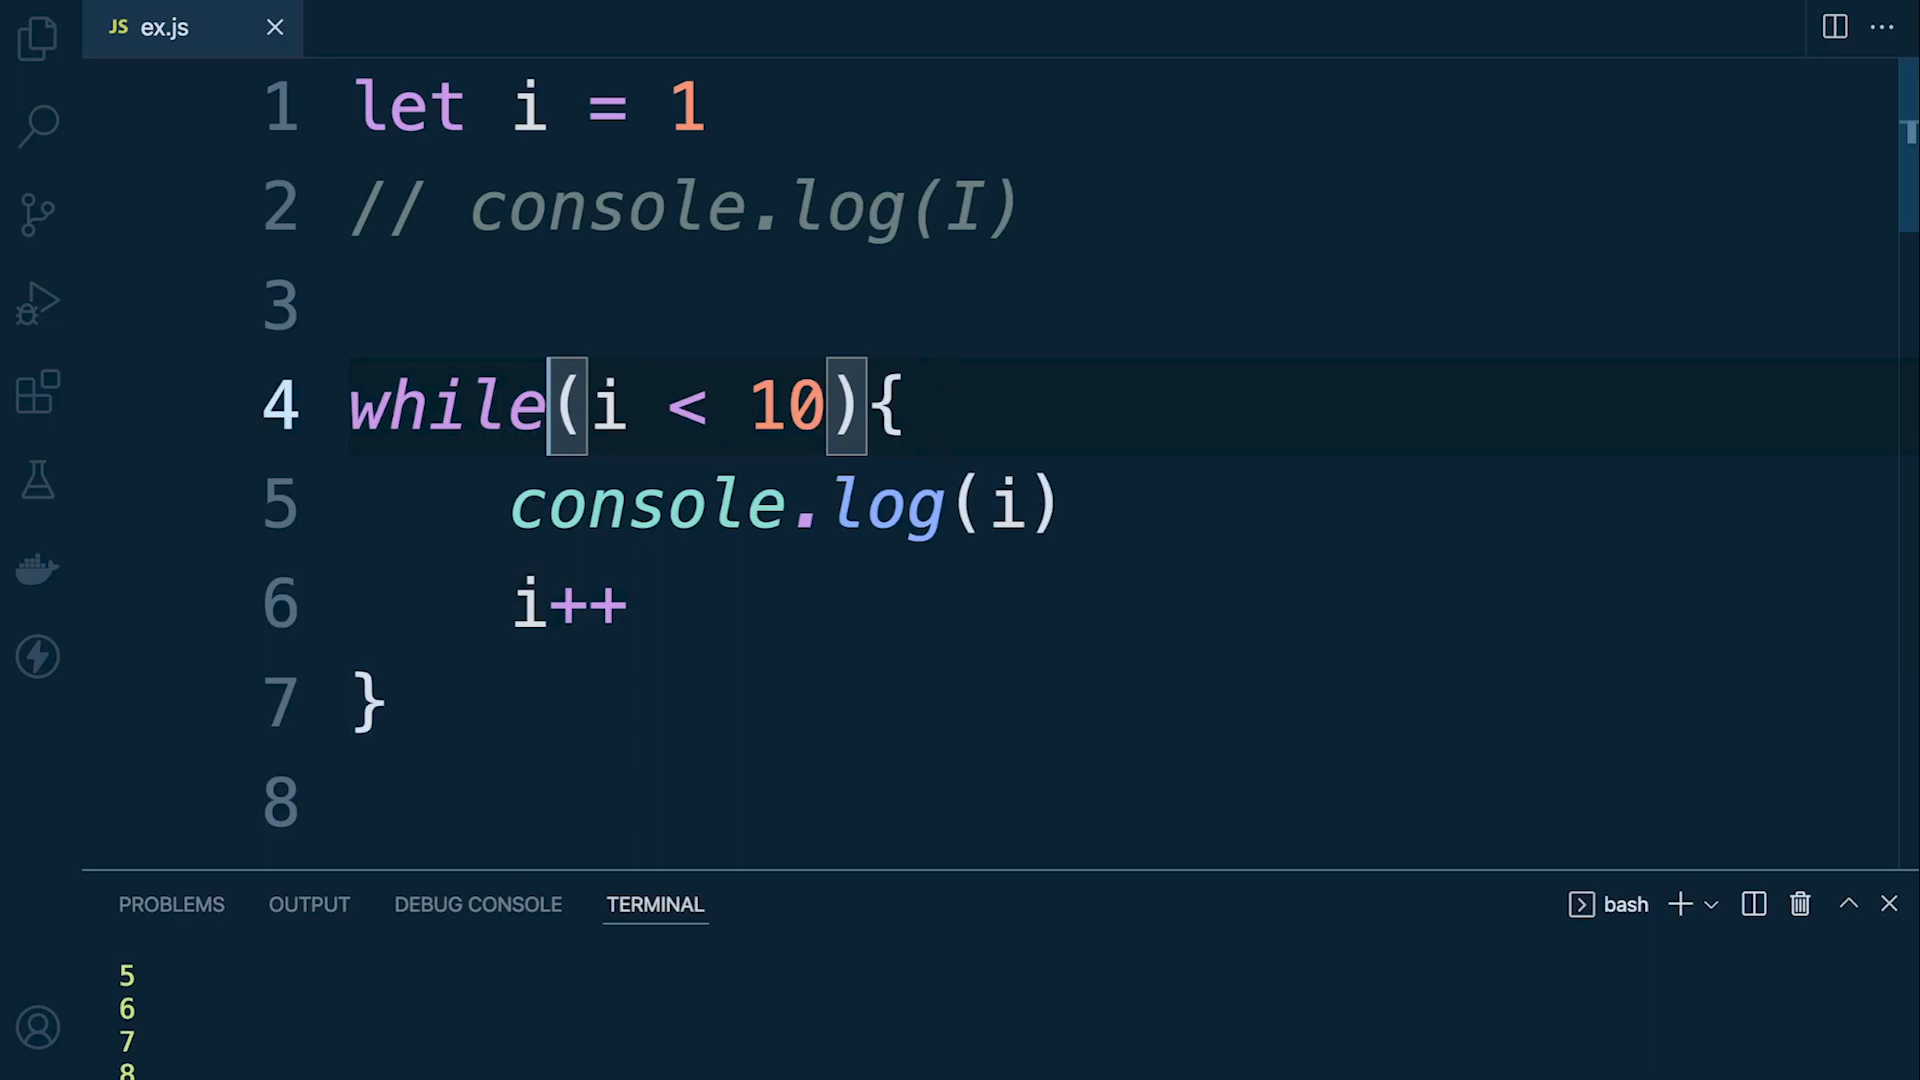 JS ex.js
1 let i = 1
2 // console.log(I)
3
4 while(i < 10){
5     console.log(i)
6     i++
7 }
8
PROBLEMS OUTPUT DEBUG CONSOLE TERMINAL bash
5
6
7
8